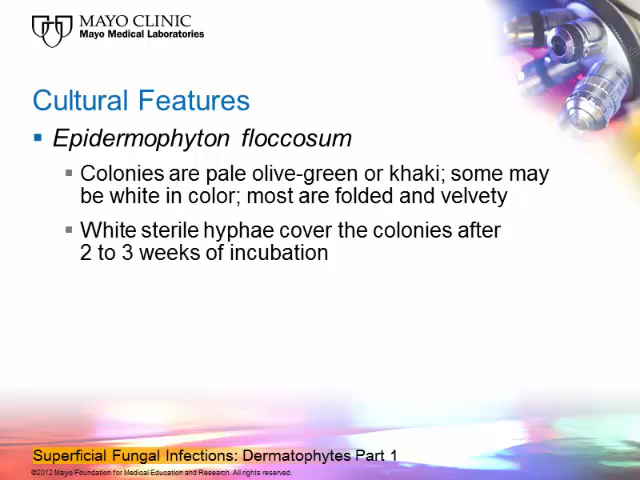 MAYO CLINIC
Mayo Medical Laboratories
Cultural Features
Epidermophyton floccosum
Colonies are pale olive-green or khaki; some may
be white in color; most are folded and velvety
White sterile hyphae cover the colonies after
2 to 3 weeks of incubation
Superficial Fungal Infections: Dermatophytes Part 1
©2012 Mayo Foundation for Medical Education and Research. All rights reserved.